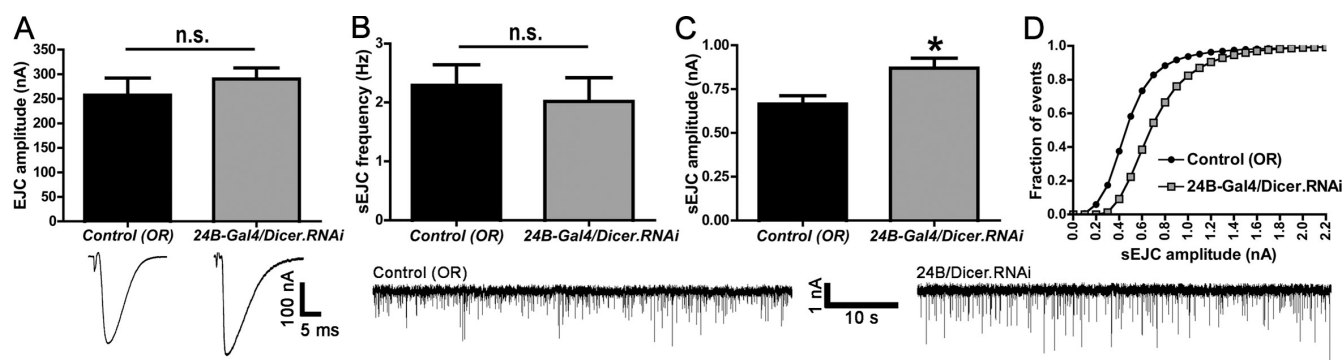 A
n.s.
EJC amplitude (nA)
350
300
250
200
150
100
50
0
Control (OR)
24B-Gal4/Dicer.RNAi
100 nA
5 ms
B
n.s.
sEJC frequency (Hz)
3
2
1
0
Control (OR)
24B-Gal4/Dicer.RNAi
C
*
sEJC amplitude (nA)
1.00
0.75
0.50
0.25
0.00
Control (OR)
24B-Gal4/Dicer.RNAi
D
Fraction of events
1.0
0.8
0.6
0.4
0.2
0.0
Control (OR)
24B-Gal4/Dicer.RNAi
0.0 0.2 0.4 0.6 0.8 1.0 1.2 1.4 1.6 1.8 2.0 2.2
sEJC amplitude (nA)
Control (OR)
1 nA
10 s
24B/Dicer.RNAi